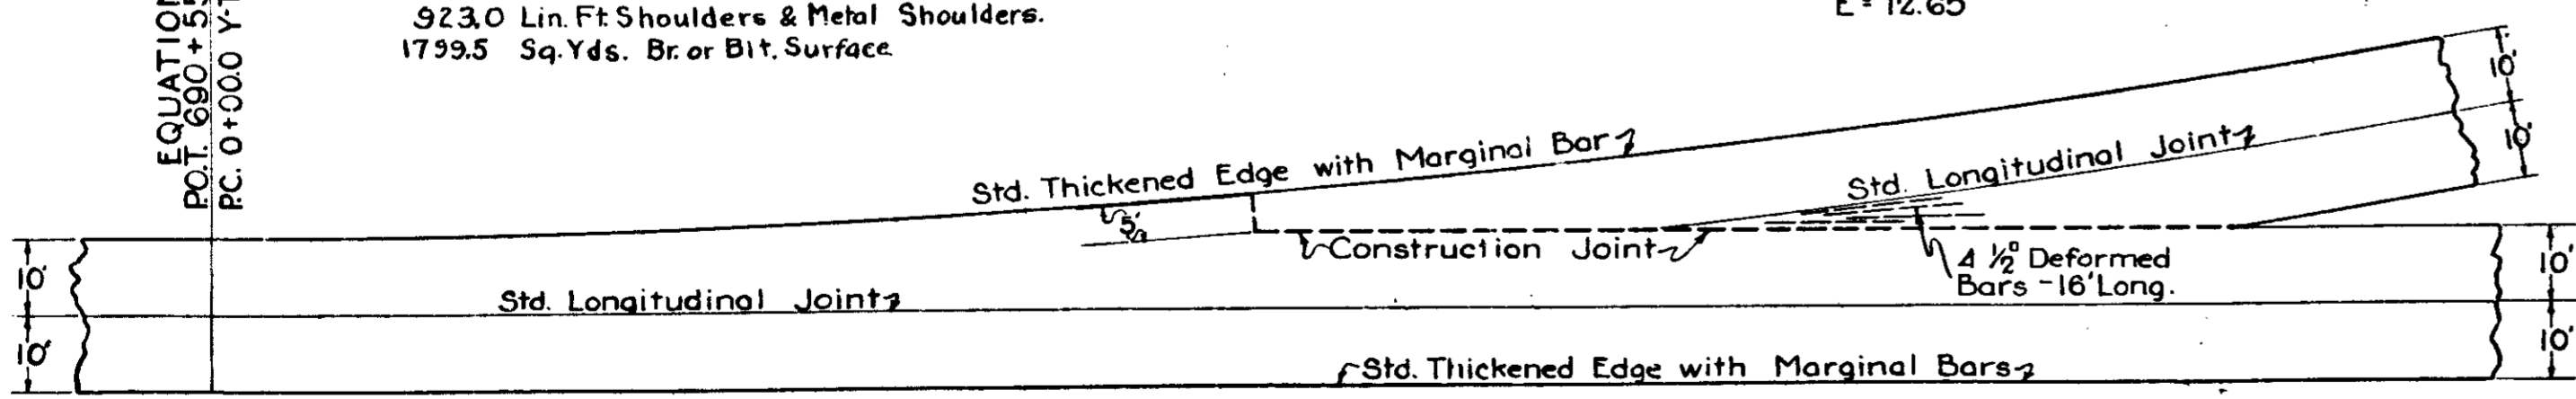 923.0 Lin. Ft. Shoulders & Metal Shoulders.
1799.5 Sq. Yds. Br. or Bit. Surface
E = 12.65
EQUATION
P.O.T. 690+5
P.C. 0+00.0 Y-
10'
10'
Std. Thickened Edge with Marginal Bar
Std. Longitudinal Joint
5'
Construction Joint
4 ½" Deformed
Bars - 16' Long.
10'
10'
Std. Longitudinal Joint
10'
10'
Std. Thickened Edge with Marginal Bars